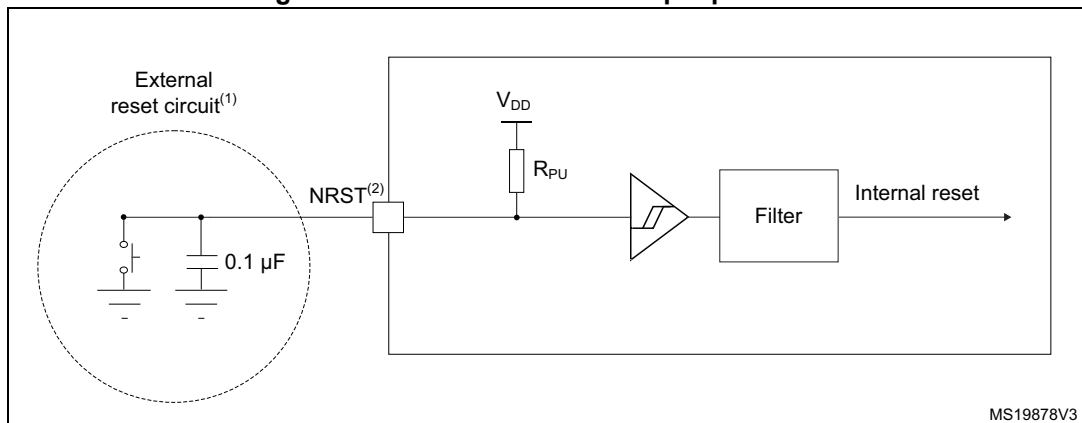 External
reset circuit(1)
VDD
RPU
NRST(2)
Filter
Internal reset
0.1 µF
MS19878V3